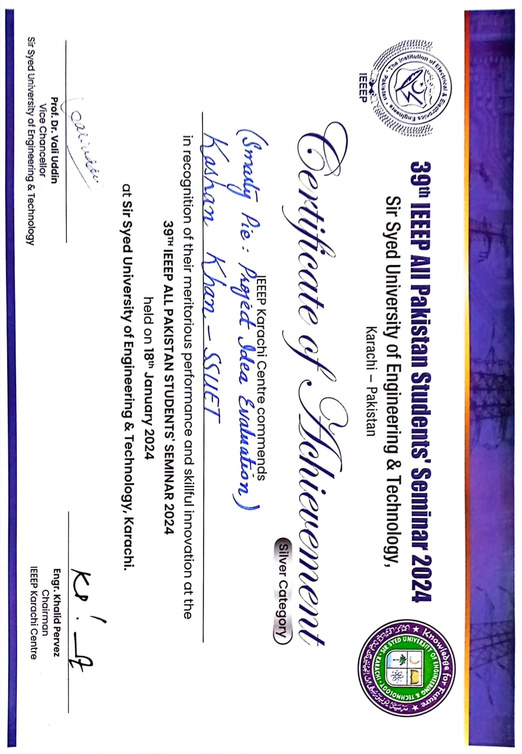 39th IEEEP All Pakistan Students' Seminar 2024
Sir Syed University of Engineering & Technology,
Karachi – Pakistan
The Institution of Electrical & Electronics Engineers, Pakistan
IEEEP
Knowledge for Future
SIR SYED UNIVERSITY OF ENGINEERING & TECHNOLOGY
KARACHI
Certificate of Achievement
Silver Category
IEEEP Karachi Centre commends
(Smarty Pie : Project Idea Evaluation)
Kashan Khan – SSUET
in recognition of their meritorious performance and skillful innovation at the
39TH IEEEP ALL PAKISTAN STUDENTS' SEMINAR 2024
held on 18th January 2024
at Sir Syed University of Engineering & Technology, Karachi.
Prof. Dr. Vali Uddin
Vice Chancellor
Sir Syed University of Engineering & Technology
Engr. Khalid Pervez
Chairman
IEEEP Karachi Centre